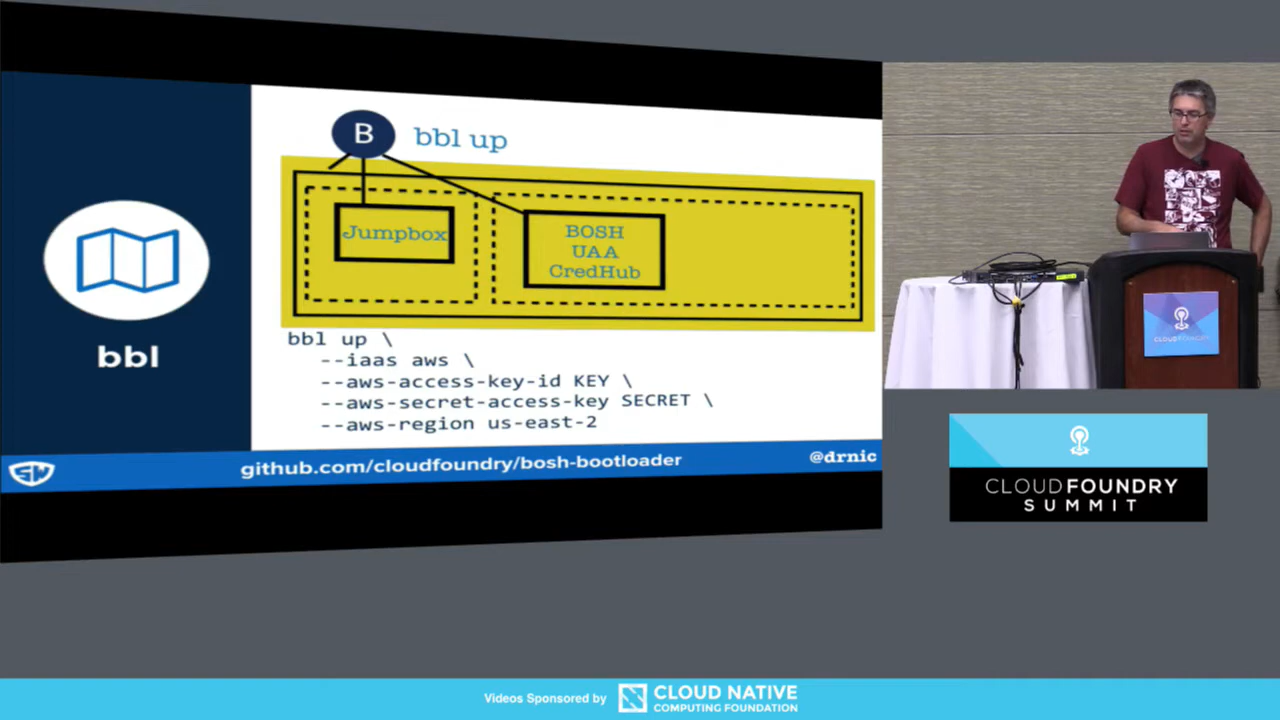 B
bbl up
Jumpbox
BOSH
UAA
CredHub
bbl
bbl up \
--iaas aws \
--aws-access-key-id KEY \
--aws-secret-access-key SECRET \
--aws-region us-east-2
SW
github.com/cloudfoundry/bosh-bootloader
@drnic
CLOUDFOUNDRY
CLOUDFOUNDRY
SUMMIT
Videos Sponsored by
CLOUD NATIVE
COMPUTING FOUNDATION